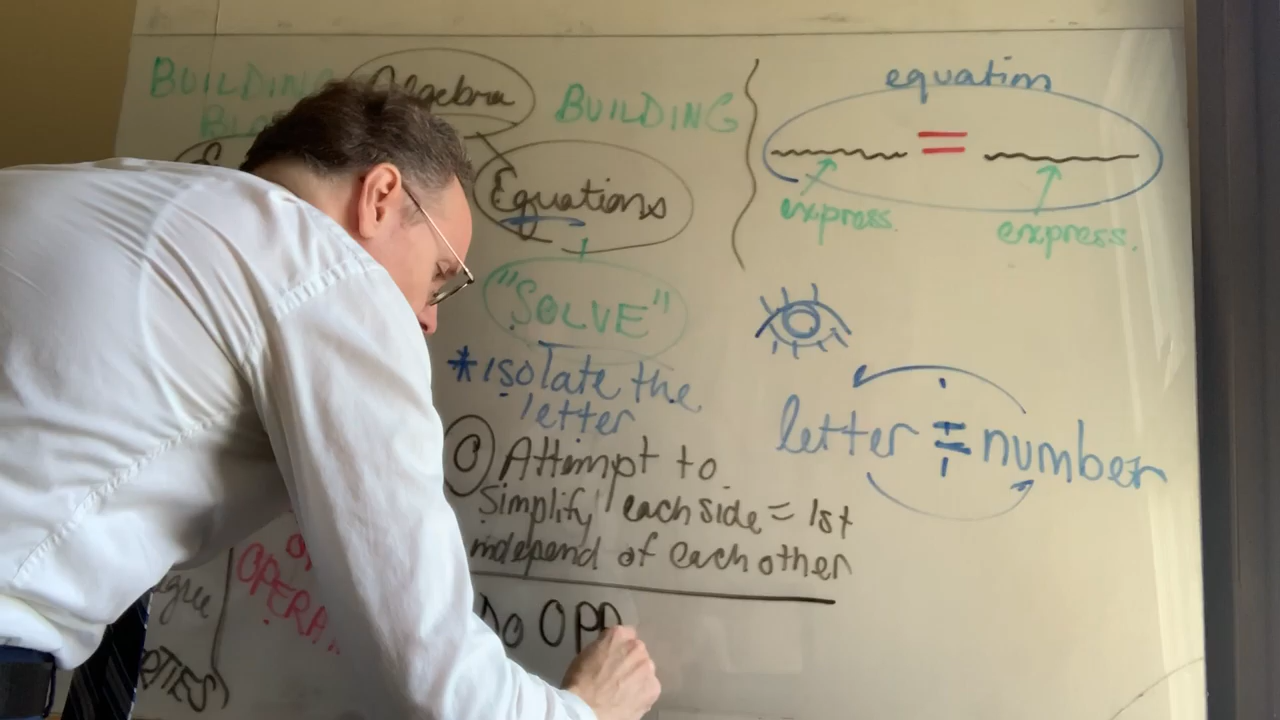 BUILDING
Algebra
BUILDING
Equations
"SOLVE"
*isolate the
letter
Attempt to
Simplify each side = 1st
independ of each other
Do OPP
OPERA..
equation
=
express.
express.
letter = number